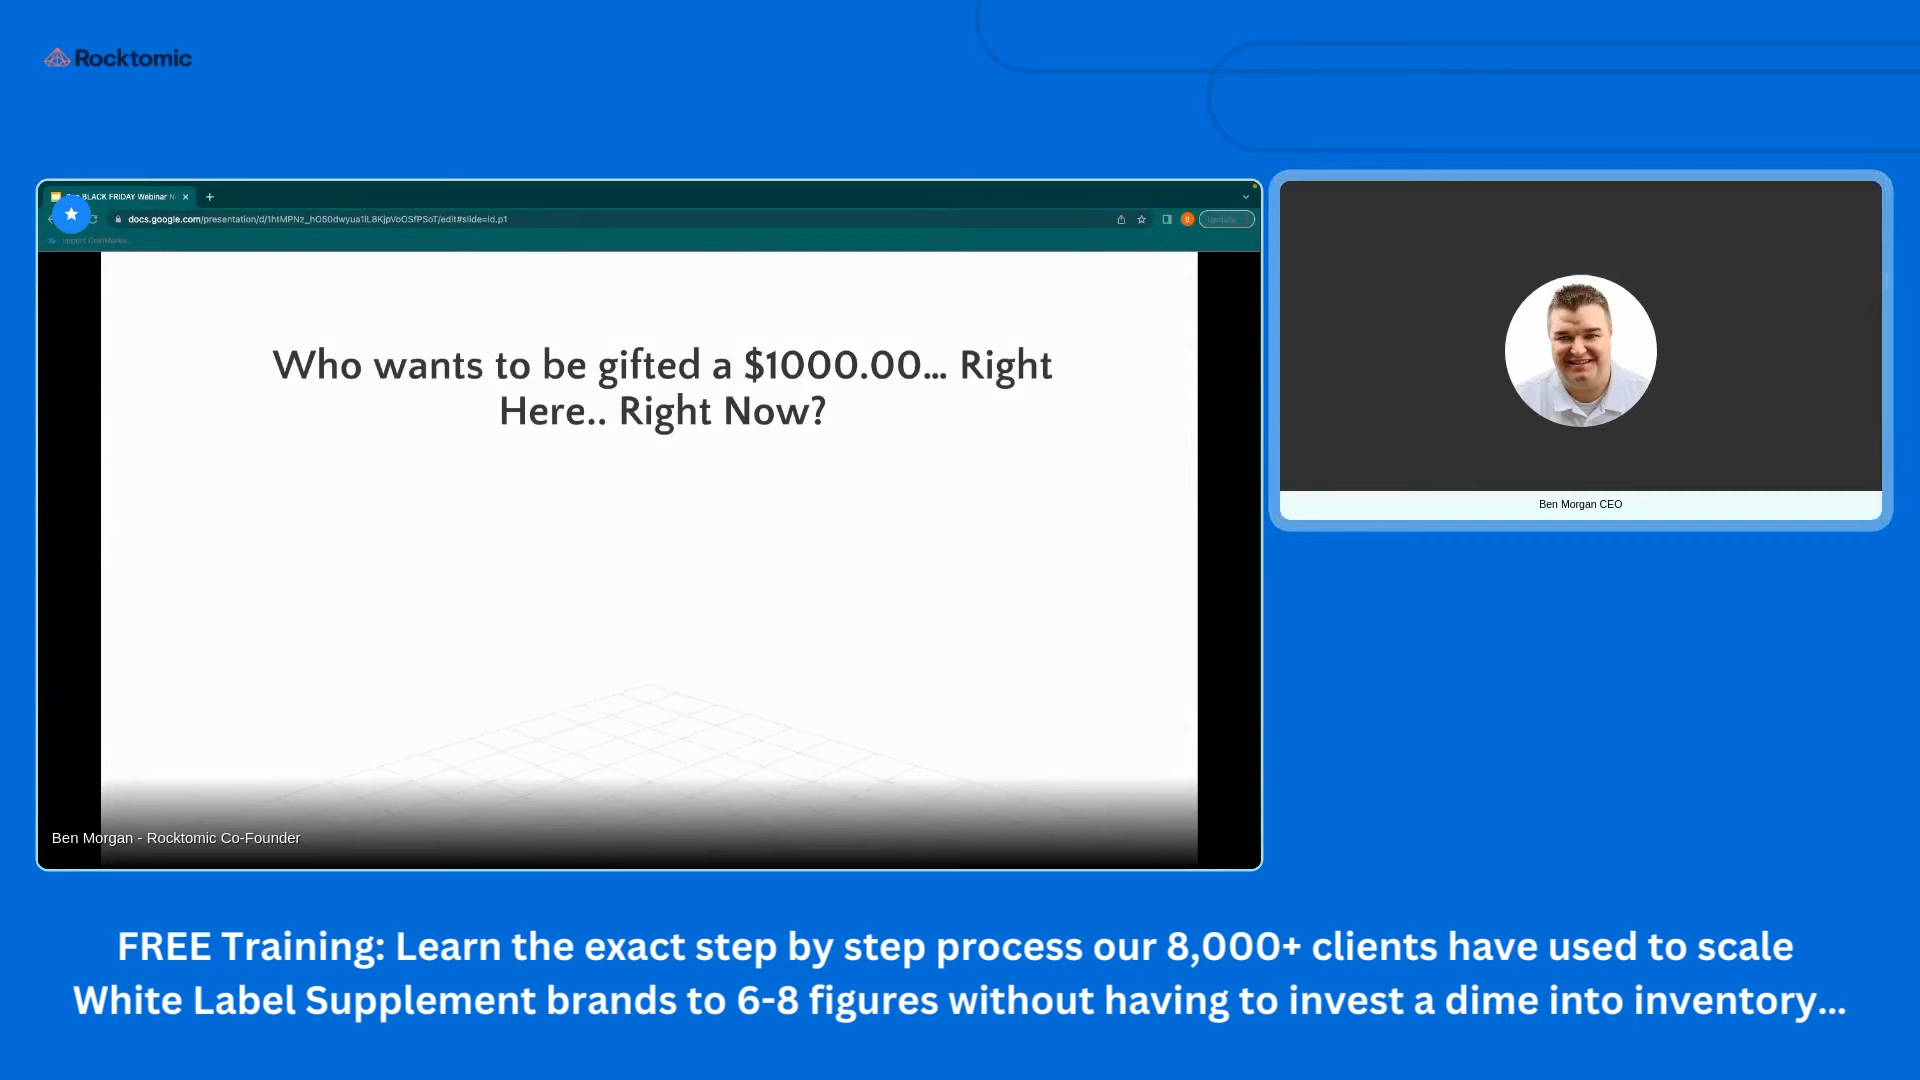 Rocktomic
BLACK FRIDAY Webinar
docs.google.com/presentation/d/1htMPNz_hO50dwyua1iL8KjpVoOSfPSoT/edit#slide=id.p1
Update
Import CoinMarke...
Who wants to be gifted a $1000.00... Right
Here.. Right Now?
Ben Morgan - Rocktomic Co-Founder
Ben Morgan CEO
FREE Training: Learn the exact step by step process our 8,000+ clients have used to scale
White Label Supplement brands to 6-8 figures without having to invest a dime into inventory...